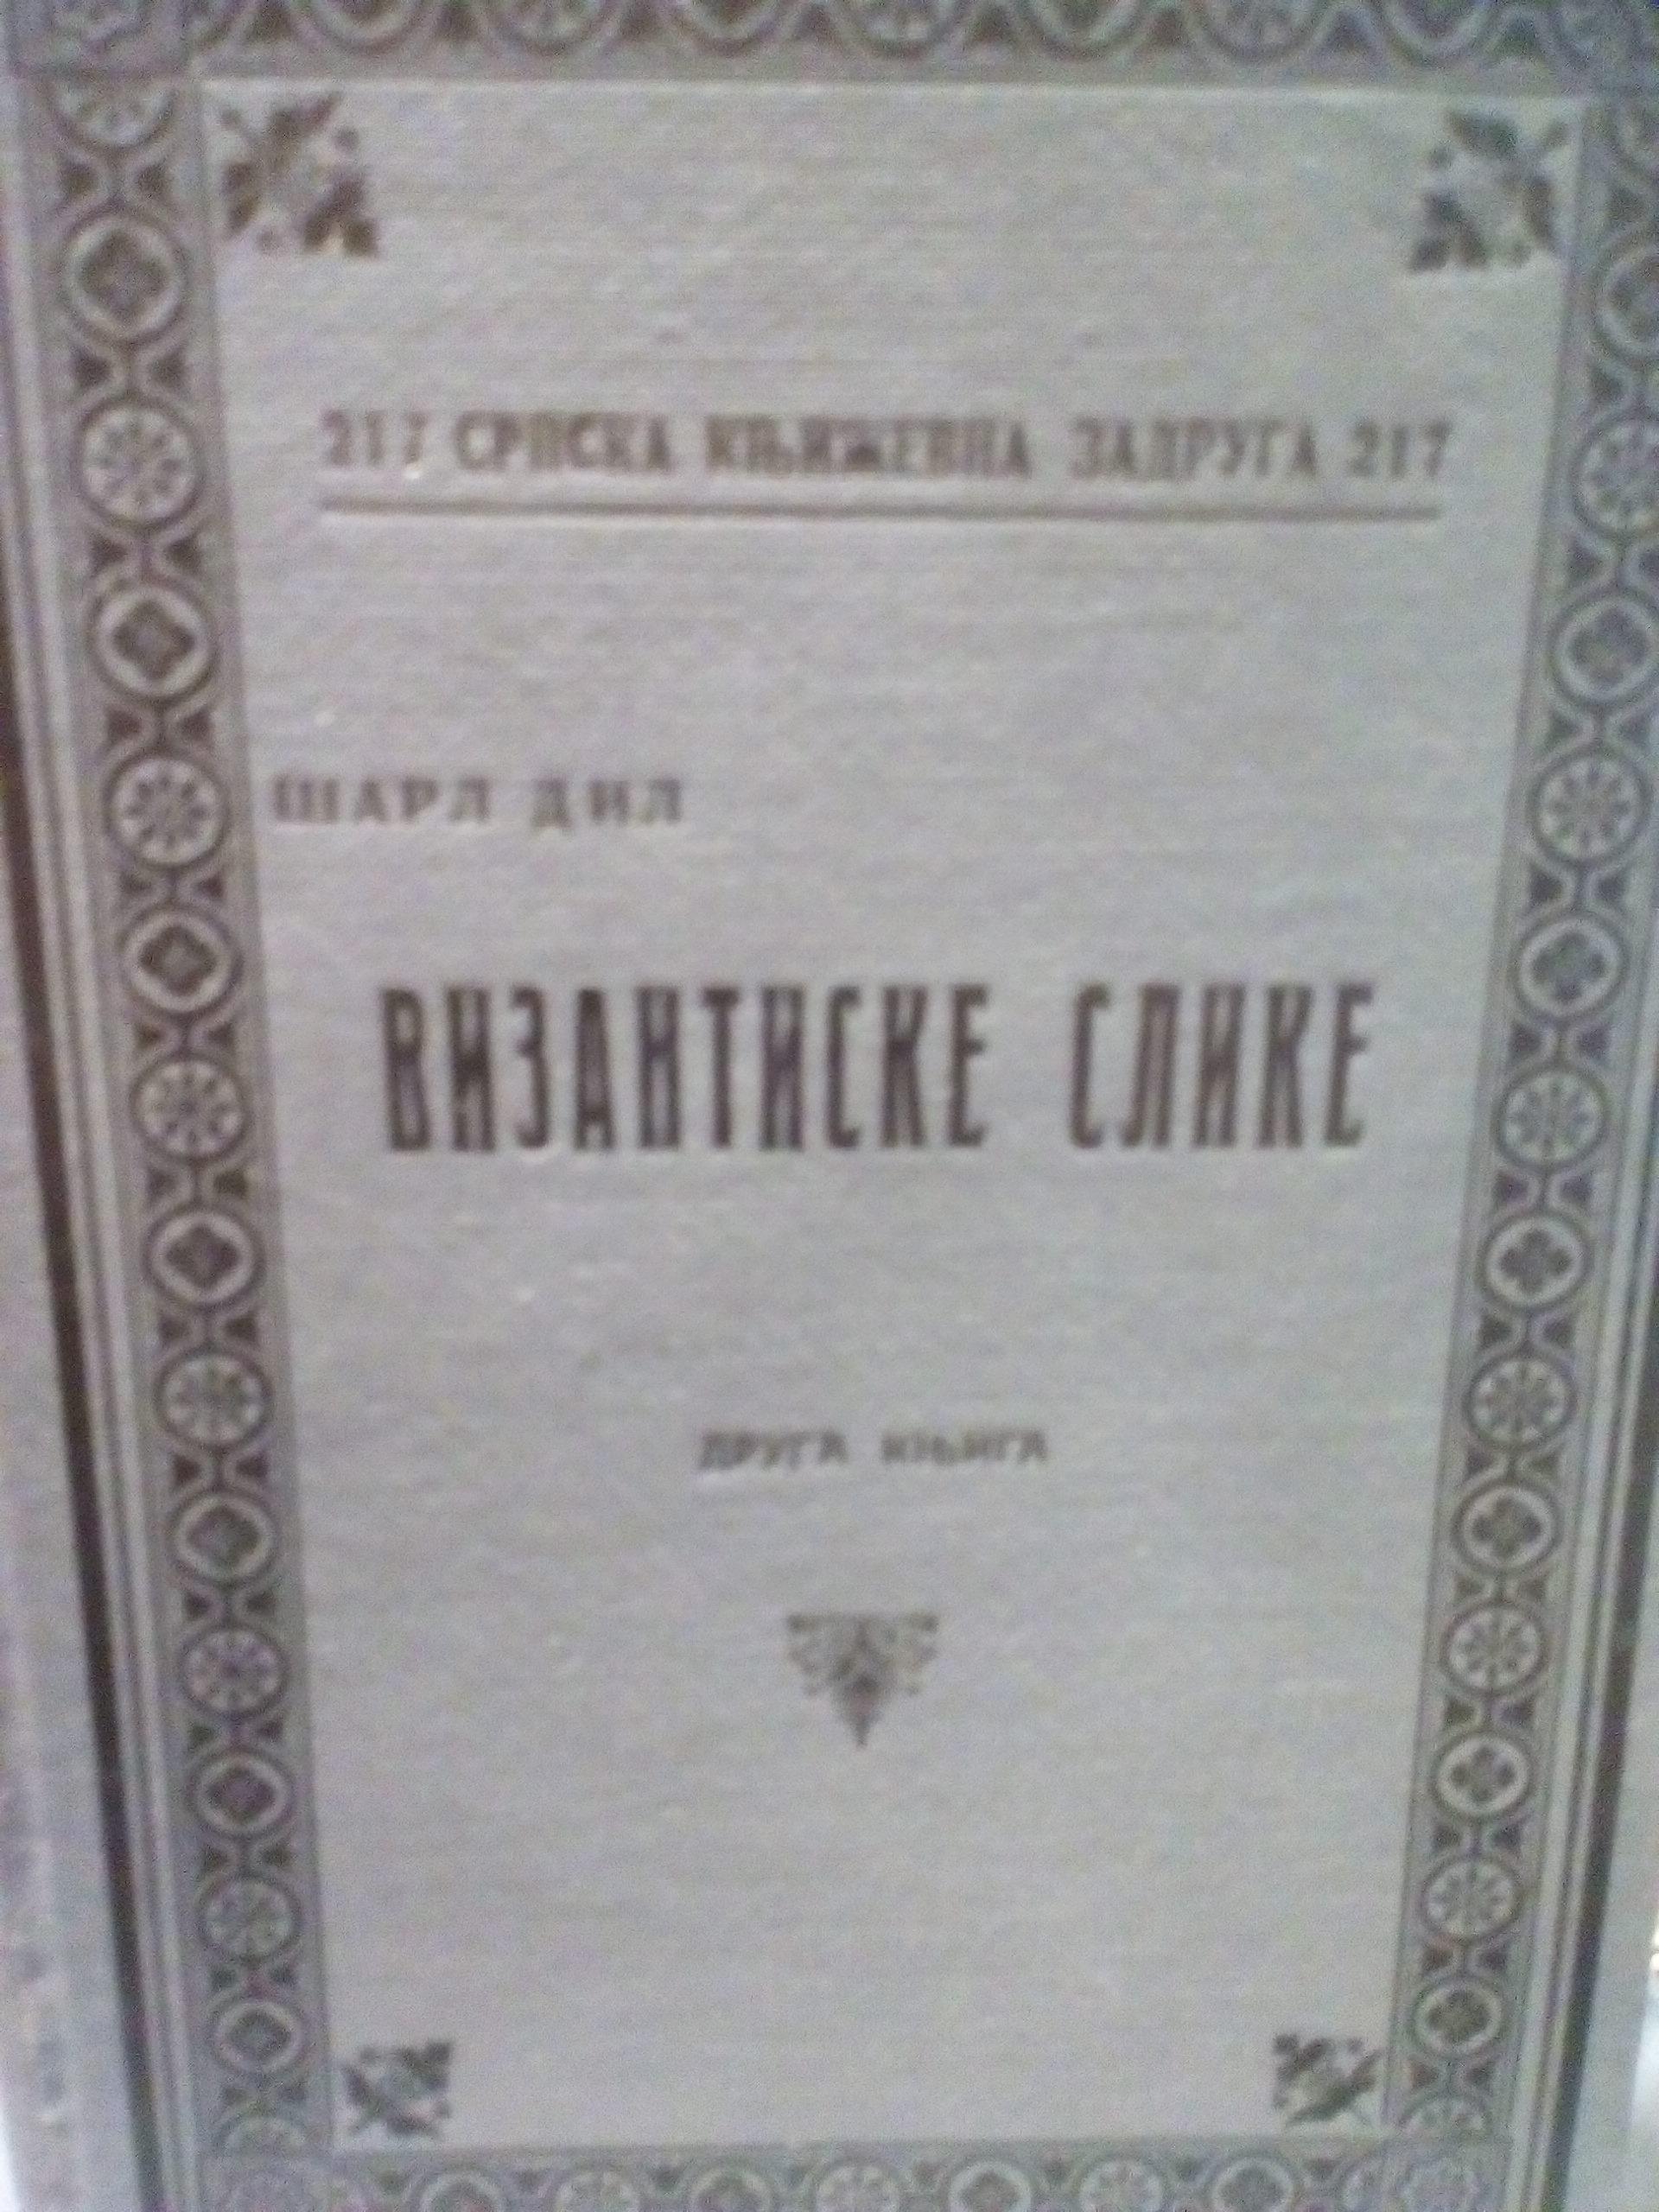 217 СРПСКА КЊИЖЕВНА ЗАДРУГА 217
ШАРЛ ДИЛ
ВИЗАНТИСКЕ СЛИКЕ
ДРУГА КЊИГА